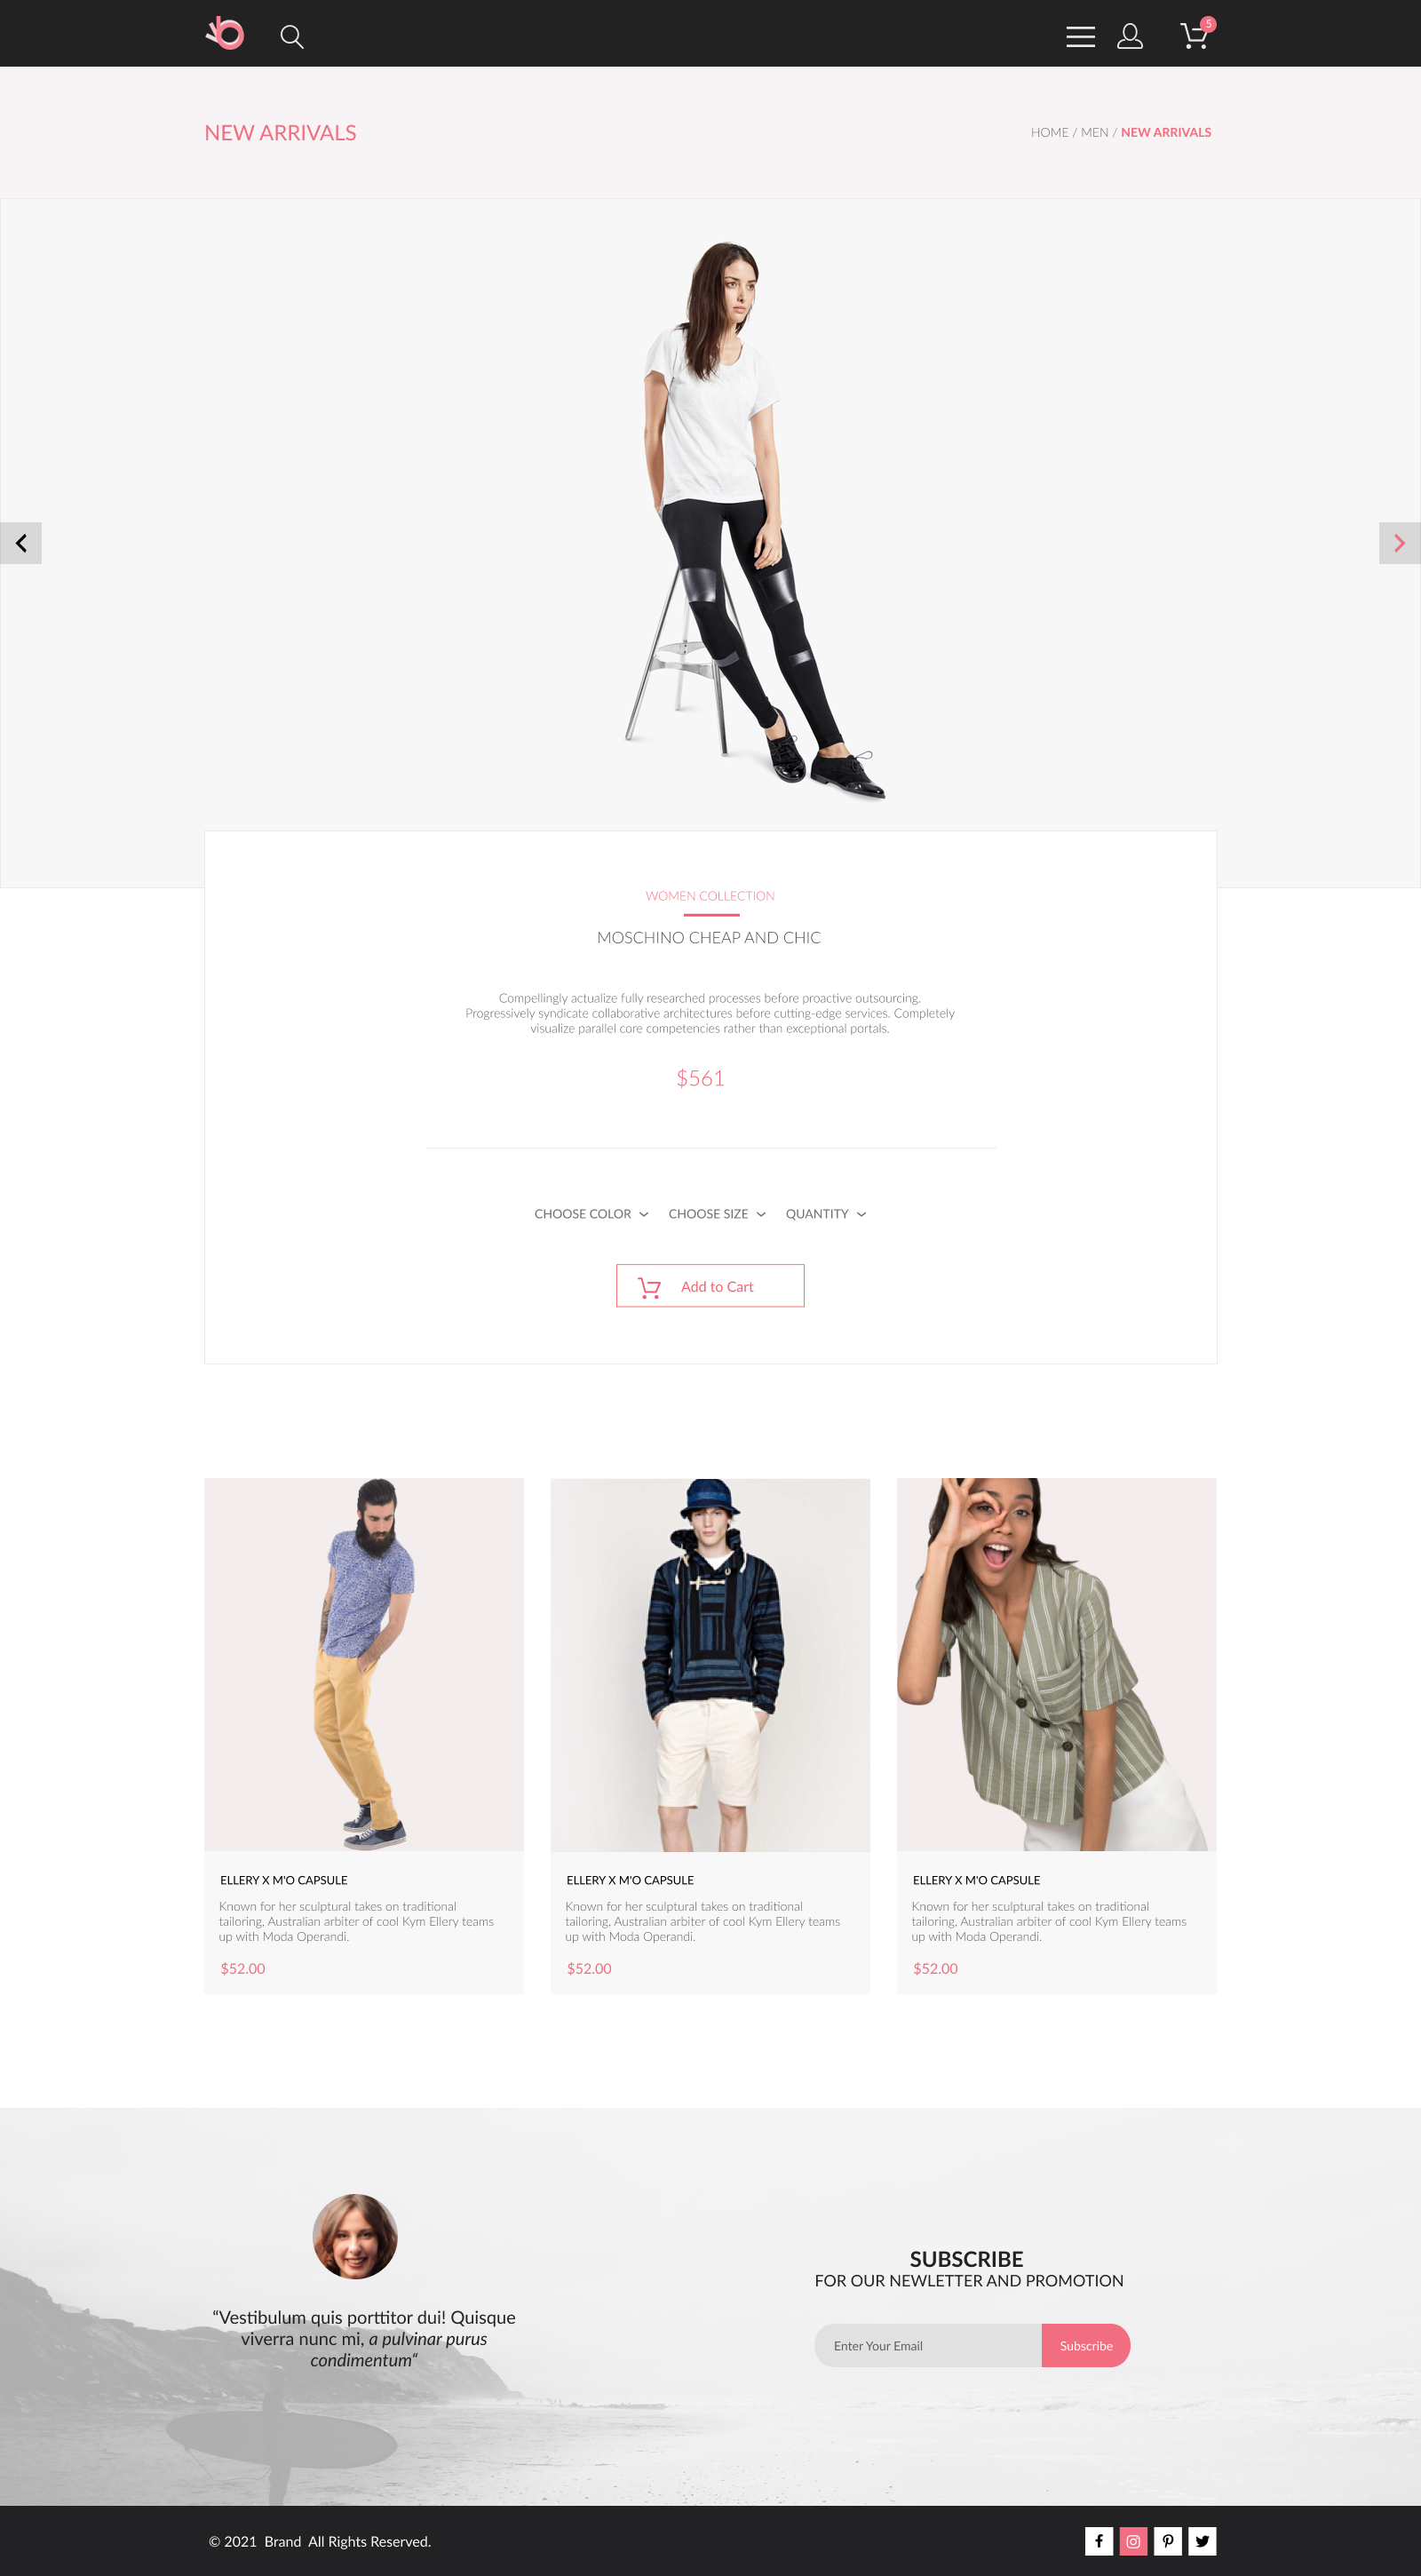 5
NEW ARRIVALS
HOME / MEN / NEW ARRIVALS
WOMEN COLLECTION
MOSCHINO CHEAP AND CHIC
Compellingly actualize fully researched processes before proactive outsourcing.
Progressively syndicate collaborative architectures before cutting-edge services. Completely
visualize parallel core competencies rather than exceptional portals.
$561
CHOOSE COLOR
CHOOSE SIZE
QUANTITY
Add to Cart
ELLERY X M'O CAPSULE
Known for her sculptural takes on traditional
tailoring, Australian arbiter of cool Kym Ellery teams
up with Moda Operandi.
$52.00
ELLERY X M'O CAPSULE
Known for her sculptural takes on traditional
tailoring, Australian arbiter of cool Kym Ellery teams
up with Moda Operandi.
$52.00
ELLERY X M'O CAPSULE
Known for her sculptural takes on traditional
tailoring, Australian arbiter of cool Kym Ellery teams
up with Moda Operandi.
$52.00
“Vestibulum quis porttitor dui! Quisque
viverra nunc mi, a pulvinar purus
condimentum“
SUBSCRIBE
FOR OUR NEWLETTER AND PROMOTION
Enter Your Email
Subscribe
© 2021 Brand All Rights Reserved.